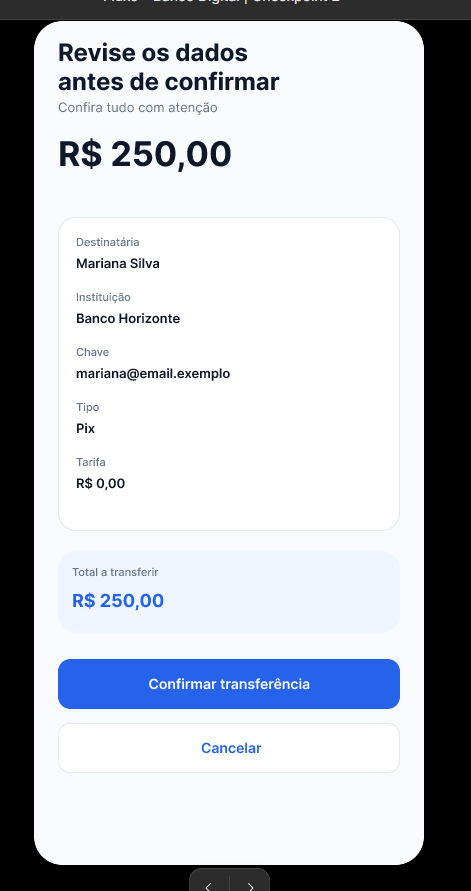 Revise os dados
antes de confirmar
Confira tudo com atenção
R$ 250,00
Destinatária
Mariana Silva
Instituição
Banco Horizonte
Chave
mariana@email.exemplo
Tipo
Pix
Tarifa
R$ 0,00
Total a transferir
R$ 250,00
Confirmar transferência
Cancelar